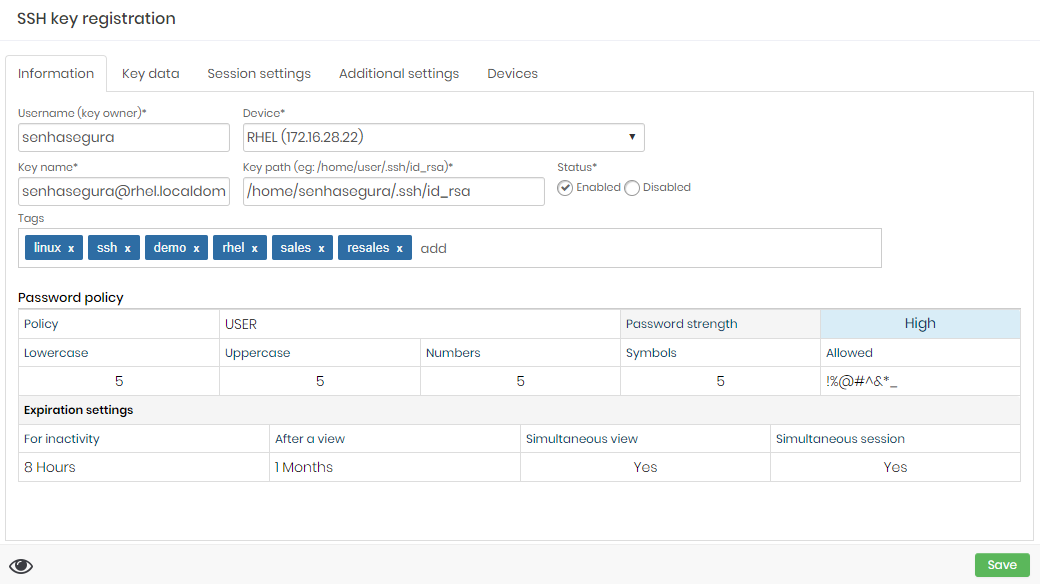 SSH key registration
Information Key data Session settings Additional settings Devices
Username (key owner)* Device*
senhasegura RHEL (172.16.28.22)
Key name* Key path (eg: /home/user/.ssh/id_rsa)* Status*
senhasegura@rhel.localdom /home/senhasegura/.ssh/id_rsa Enabled Disabled
Tags
linux x ssh x demo x rhel x sales x resales x add
Password policy
Policy USER Password strength High
Lowercase Uppercase Numbers Symbols Allowed
5 5 5 5 !%@#^&*_
Expiration settings
For inactivity After a view Simultaneous view Simultaneous session
8 Hours 1 Months Yes Yes
Save